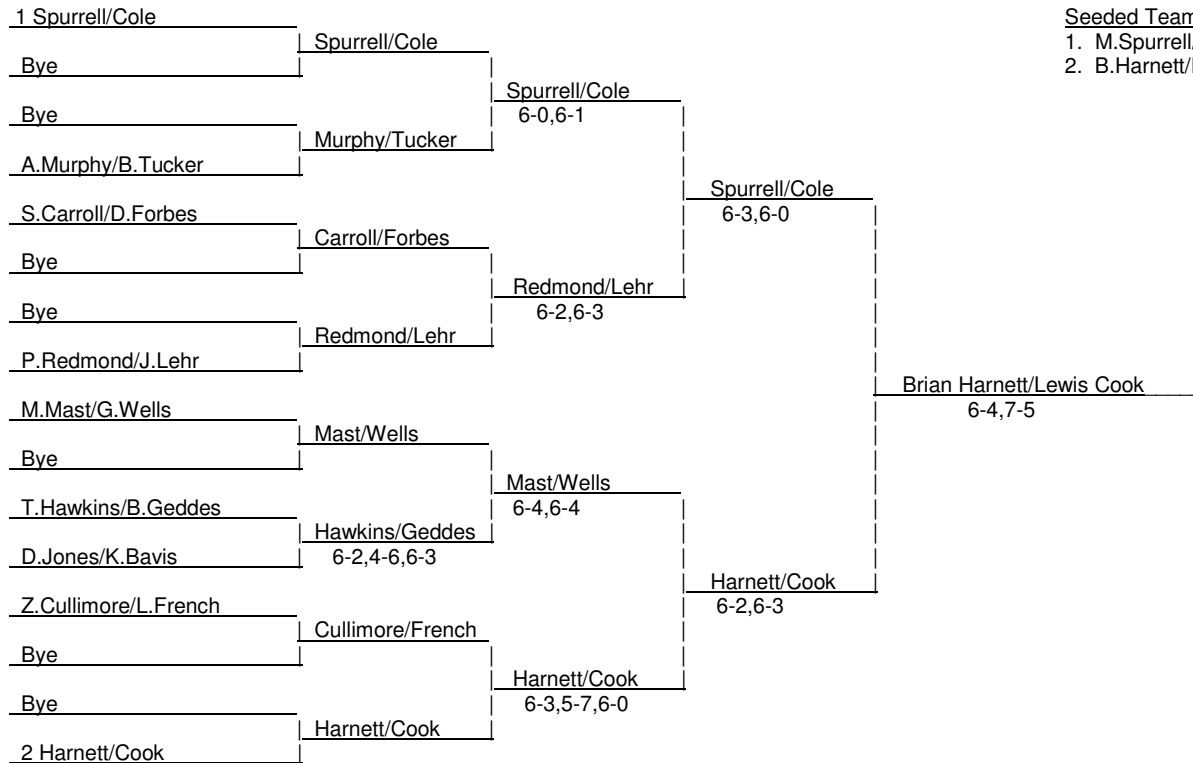 1 Spurrell/Cole
Seeded Team
Spurrell/Cole
1. M.Spurrell/
Bye
2. B.Harnett/
Spurrell/Cole
Bye
6-0,6-1
Murphy/Tucker
A.Murphy/B.Tucker
Spurrell/Cole
S.Carroll/D.Forbes
6-3,6-0
Carroll/Forbes
Bye
Redmond/Lehr
Bye
6-2,6-3
Redmond/Lehr
P.Redmond/J.Lehr
Brian Harnett/Lewis Cook
M.Mast/G.Wells
6-4,7-5
Mast/Wells
Bye
Mast/Wells
T.Hawkins/B.Geddes
6-4,6-4
Hawkins/Geddes
D.Jones/K.Bavis
6-2,4-6,6-3
Harnett/Cook
Z.Cullimore/L.French
6-2,6-3
Cullimore/French
Bye
Harnett/Cook
Bye
6-3,5-7,6-0
Harnett/Cook
2 Harnett/Cook